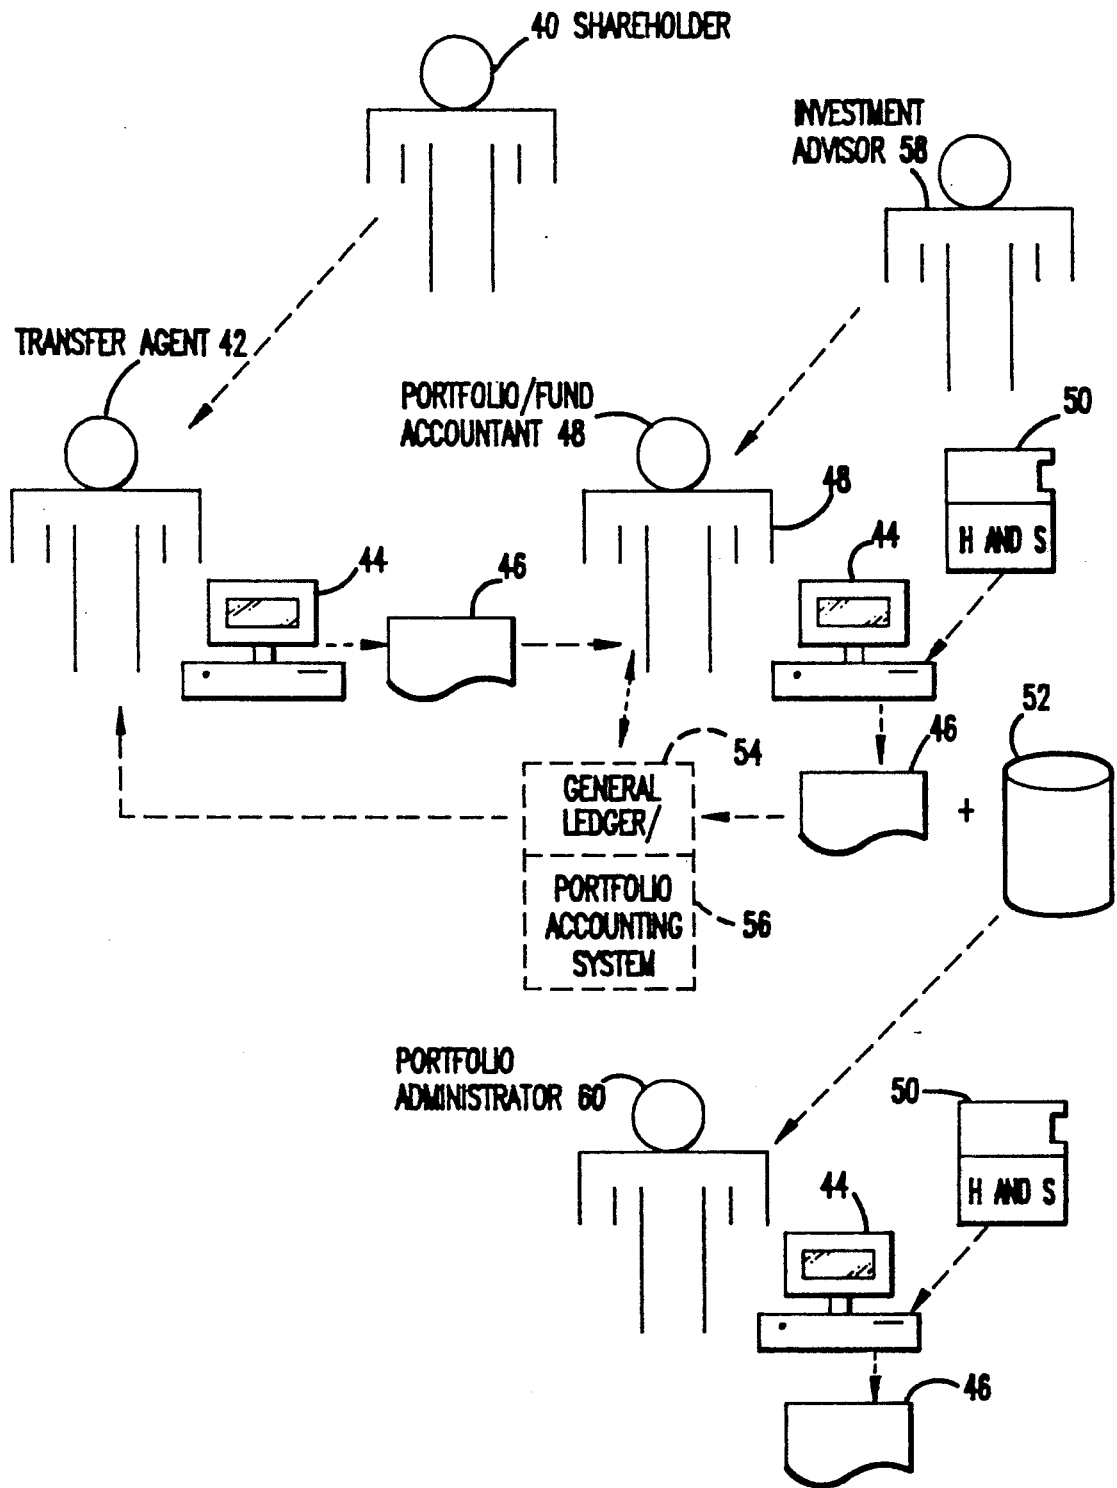 40 SHAREHOLDER
INVESTMENT
ADVISOR 58
TRANSFER AGENT 42
PORTFOLIO/FUND
ACCOUNTANT 48
50
48
H AND S
44
44
46
52
46
54
GENERAL
LEDGER/
+
PORTFOLIO
ACCOUNTING
SYSTEM
56
PORTFOLIO
ADMINISTRATOR 60
50
H AND S
44
46